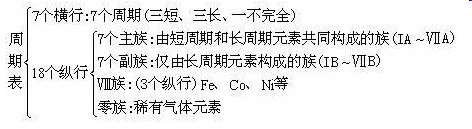 周期表
7个横行:7个周期(三短、三长、一不完全)
18个纵行
7个主族:由短周期和长周期元素共同构成的族(ⅠA~ⅦA)
7个副族:仅由长周期元素构成的族(ⅠB~ⅦB)
Ⅷ族:(3个纵行)Fe、Co、Ni等
零族:稀有气体元素